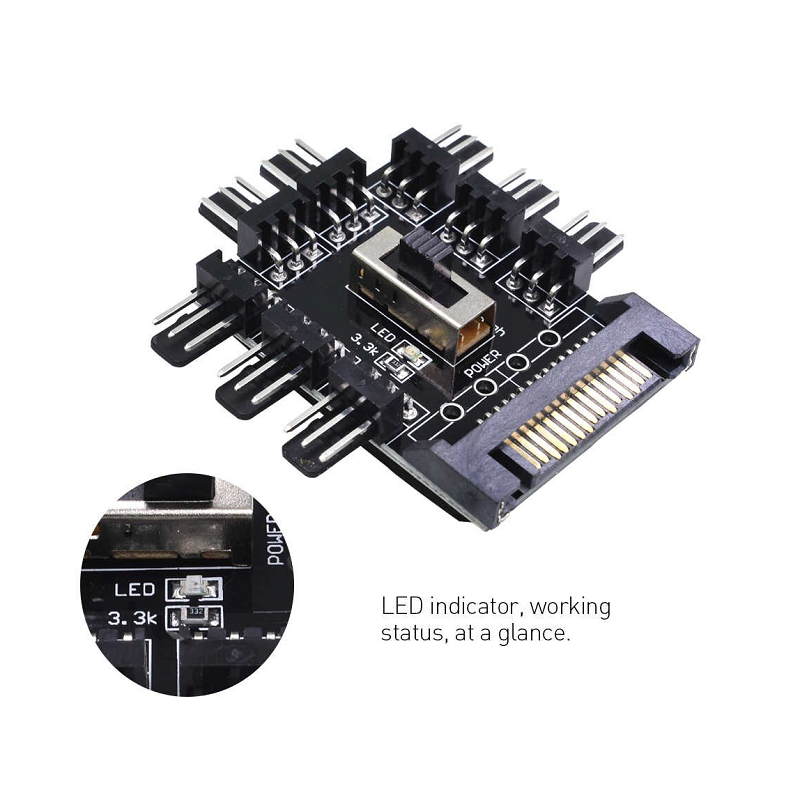 LED
3.3k
POWER
POWER
LED
3.3k
332
LED indicator, working
status, at a glance.